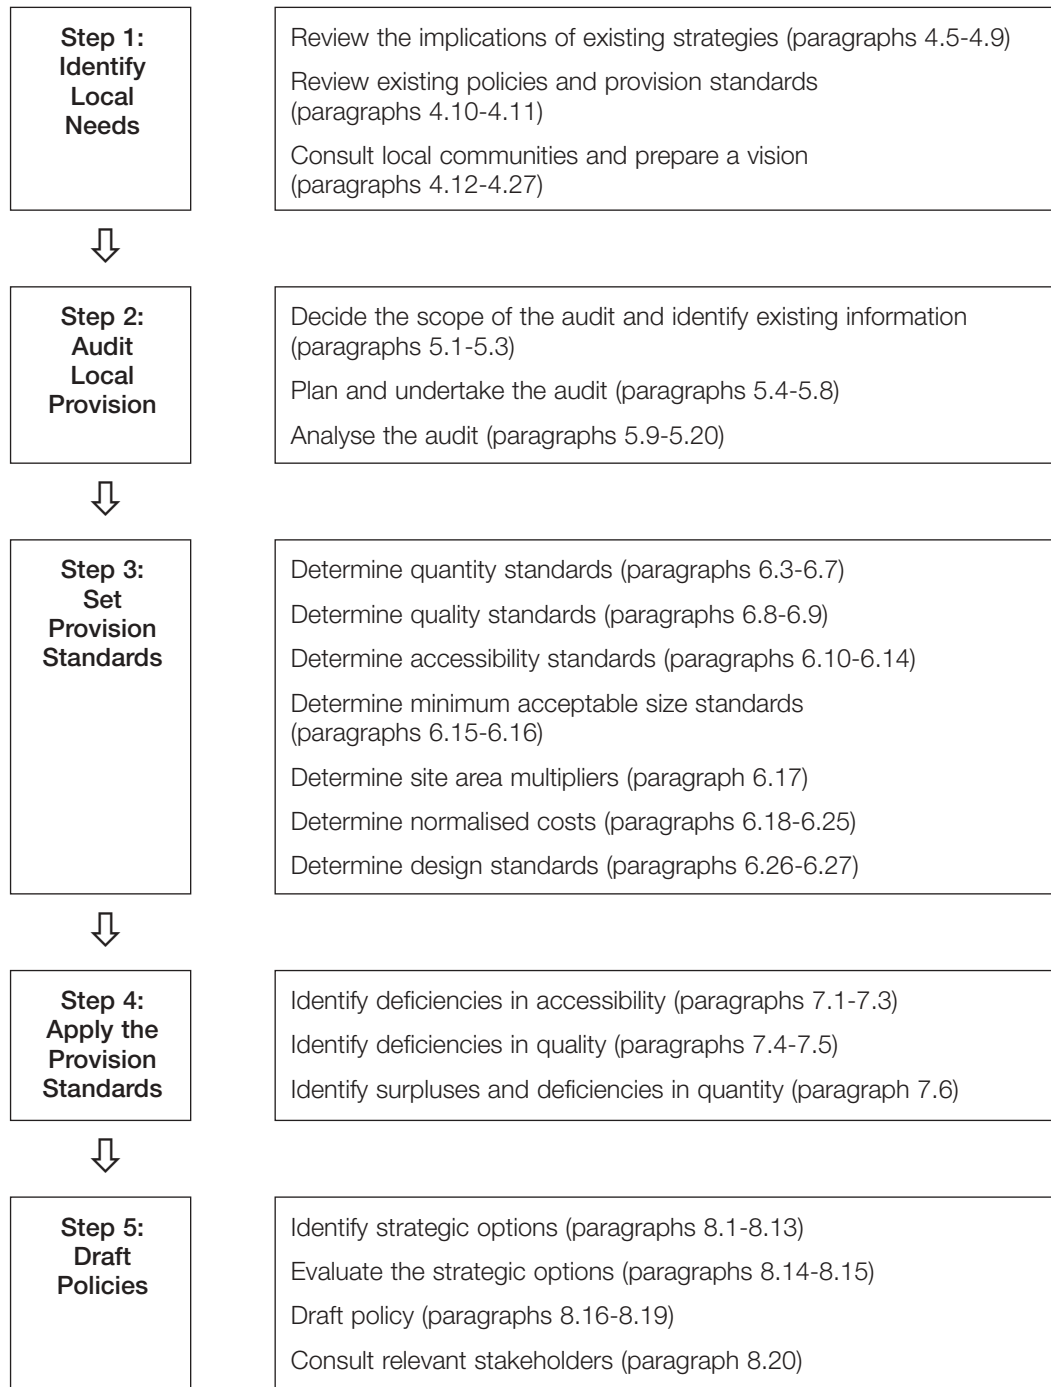 Step 1:
Identify
Local
Needs
Review the implications of existing strategies (paragraphs 4.5-4.9)
Review existing policies and provision standards
(paragraphs 4.10-4.11)
Consult local communities and prepare a vision
(paragraphs 4.12-4.27)
Step 2:
Audit
Local
Provision
Decide the scope of the audit and identify existing information
(paragraphs 5.1-5.3)
Plan and undertake the audit (paragraphs 5.4-5.8)
Analyse the audit (paragraphs 5.9-5.20)
Step 3:
Set
Provision
Standards
Determine quantity standards (paragraphs 6.3-6.7)
Determine quality standards (paragraphs 6.8-6.9)
Determine accessibility standards (paragraphs 6.10-6.14)
Determine minimum acceptable size standards
(paragraphs 6.15-6.16)
Determine site area multipliers (paragraph 6.17)
Determine normalised costs (paragraphs 6.18-6.25)
Determine design standards (paragraphs 6.26-6.27)
Step 4:
Apply the
Provision
Standards
Identify deficiencies in accessibility (paragraphs 7.1-7.3)
Identify deficiencies in quality (paragraphs 7.4-7.5)
Identify surpluses and deficiencies in quantity (paragraph 7.6)
Step 5:
Draft
Policies
Identify strategic options (paragraphs 8.1-8.13)
Evaluate the strategic options (paragraphs 8.14-8.15)
Draft policy (paragraphs 8.16-8.19)
Consult relevant stakeholders (paragraph 8.20)